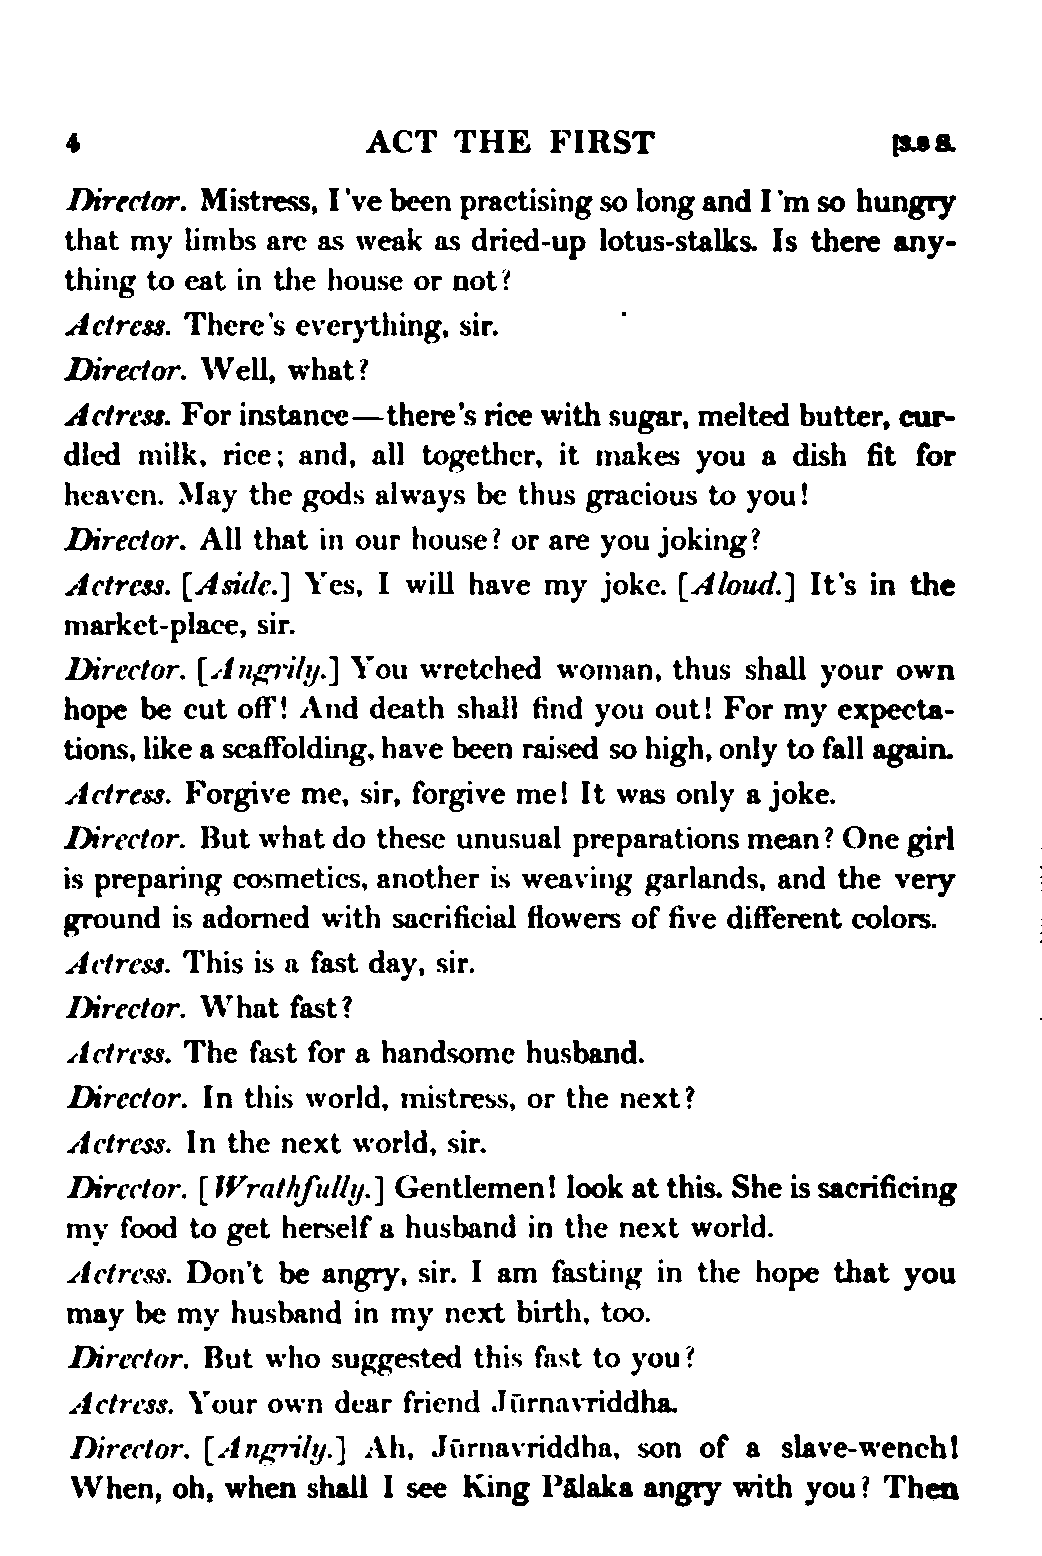 4 ACT THE FIRST [3.s S.
Director. Mistress, I've been practising so long and I'm so hungry
that my limbs are as weak as dried-up lotus-stalks. Is there any-
thing to eat in the house or not?
Actress. There's everything, sir.
Director. Well, what?
Actress. For instance—there's rice with sugar, melted butter, cur-
dled milk, rice; and, all together, it makes you a dish fit for
heaven. May the gods always be thus gracious to you!
Director. All that in our house? or are you joking?
Actress. [Aside.] Yes, I will have my joke. [Aloud.] It's in the
market-place, sir.
Director. [Angrily.] You wretched woman, thus shall your own
hope be cut off! And death shall find you out! For my expecta-
tions, like a scaffolding, have been raised so high, only to fall again.
Actress. Forgive me, sir, forgive me! It was only a joke.
Director. But what do these unusual preparations mean? One girl
is preparing cosmetics, another is weaving garlands, and the very
ground is adorned with sacrificial flowers of five different colors.
Actress. This is a fast day, sir.
Director. What fast?
Actress. The fast for a handsome husband.
Director. In this world, mistress, or the next?
Actress. In the next world, sir.
Director. [Wrathfully.] Gentlemen! look at this. She is sacrificing
my food to get herself a husband in the next world.
Actress. Don't be angry, sir. I am fasting in the hope that you
may be my husband in my next birth, too.
Director. But who suggested this fast to you?
Actress. Your own dear friend Jūrnavriddha.
Director. [Angrily.] Ah, Jūrnavriddha, son of a slave-wench!
When, oh, when shall I see King Pālaka angry with you? Then